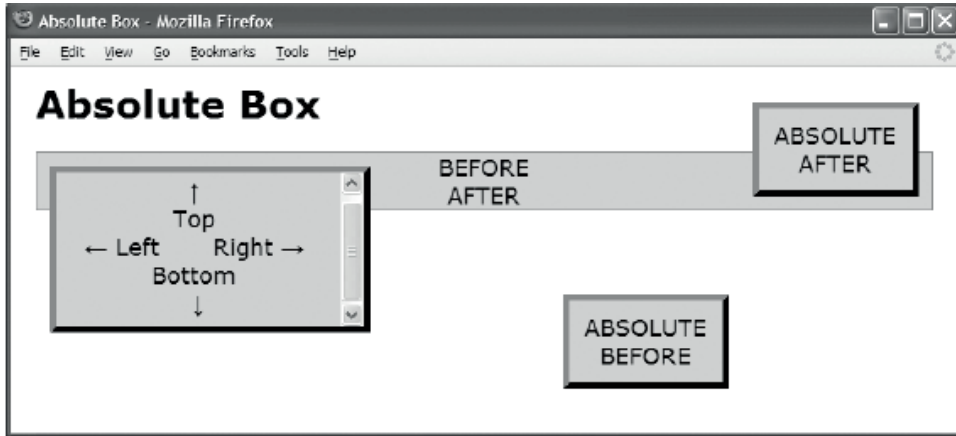 Absolute Box - Mozilla Firefox
File Edit View Go Bookmarks Tools Help
Absolute Box
ABSOLUTE
AFTER
BEFORE
AFTER
↑
Top
← Left Right →
Bottom
↓
ABSOLUTE
BEFORE